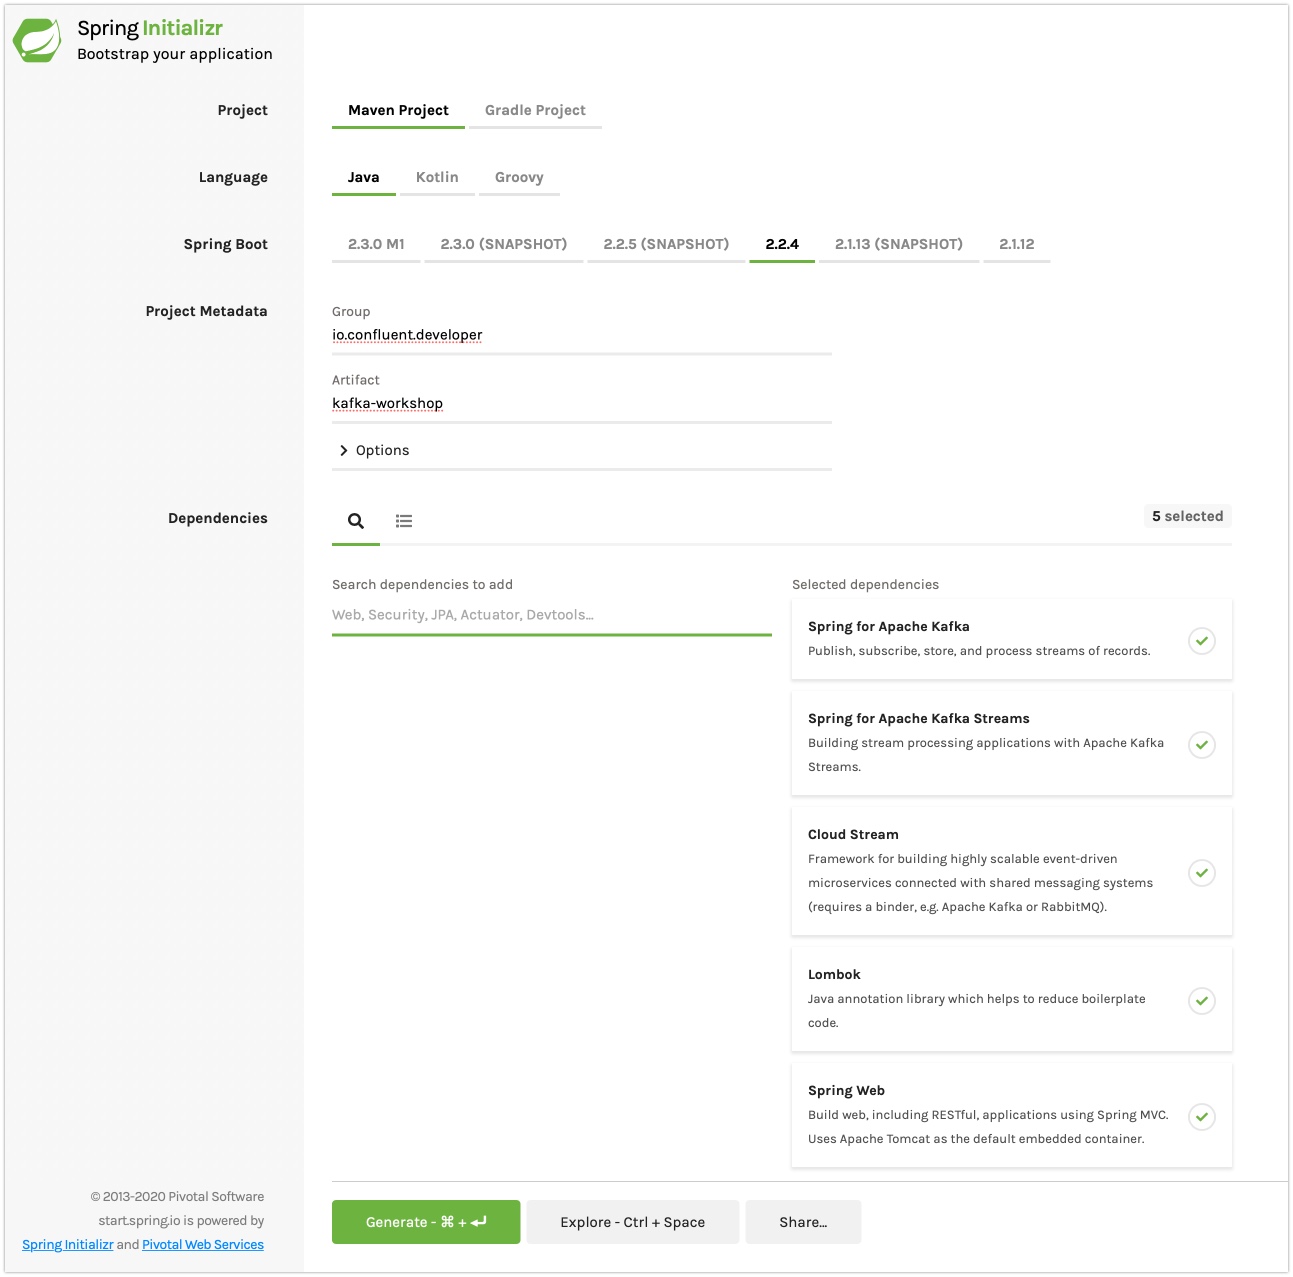 Spring Initializr
Bootstrap your application
Project
Maven Project Gradle Project
Language
Java Kotlin Groovy
Spring Boot
2.3.0 M1 2.3.0 (SNAPSHOT) 2.2.5 (SNAPSHOT) 2.2.4 2.1.13 (SNAPSHOT) 2.1.12
Project Metadata
Group
io.confluent.developer
Artifact
kafka-workshop
Options
Dependencies
5 selected
Search dependencies to add
Web, Security, JPA, Actuator, Devtools...
Selected dependencies
Spring for Apache Kafka
Publish, subscribe, store, and process streams of records.
Spring for Apache Kafka Streams
Building stream processing applications with Apache Kafka
Streams.
Cloud Stream
Framework for building highly scalable event-driven
microservices connected with shared messaging systems
(requires a binder, e.g. Apache Kafka or RabbitMQ).
Lombok
Java annotation library which helps to reduce boilerplate
code.
Spring Web
Build web, including RESTful, applications using Spring MVC.
Uses Apache Tomcat as the default embedded container.
© 2013-2020 Pivotal Software
start.spring.io is powered by
Spring Initializr and Pivotal Web Services
Generate - ⌘ + ↵
Explore - Ctrl + Space
Share...